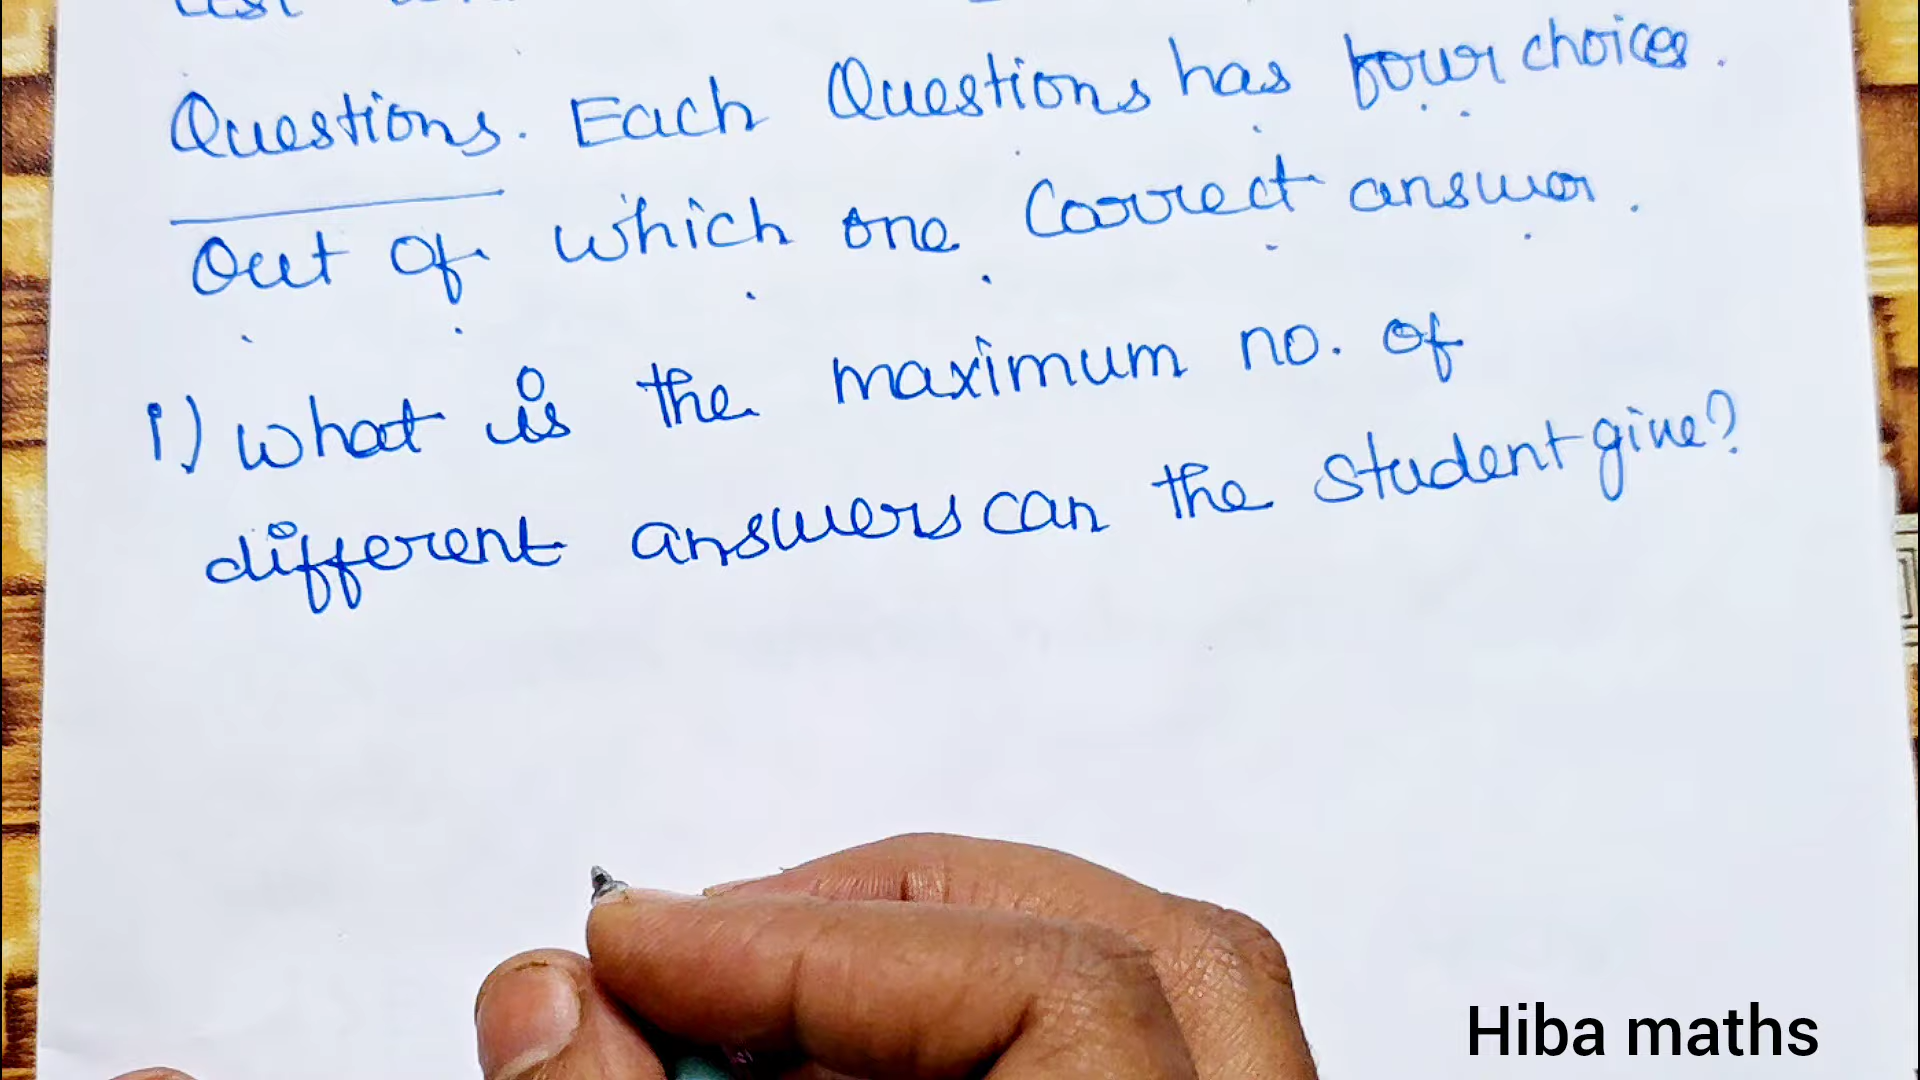 Questions. Each Questions has four choices.
Out of which one Correct answer.
i) what is the maximum no. of
different answers can the student give?
Hiba maths